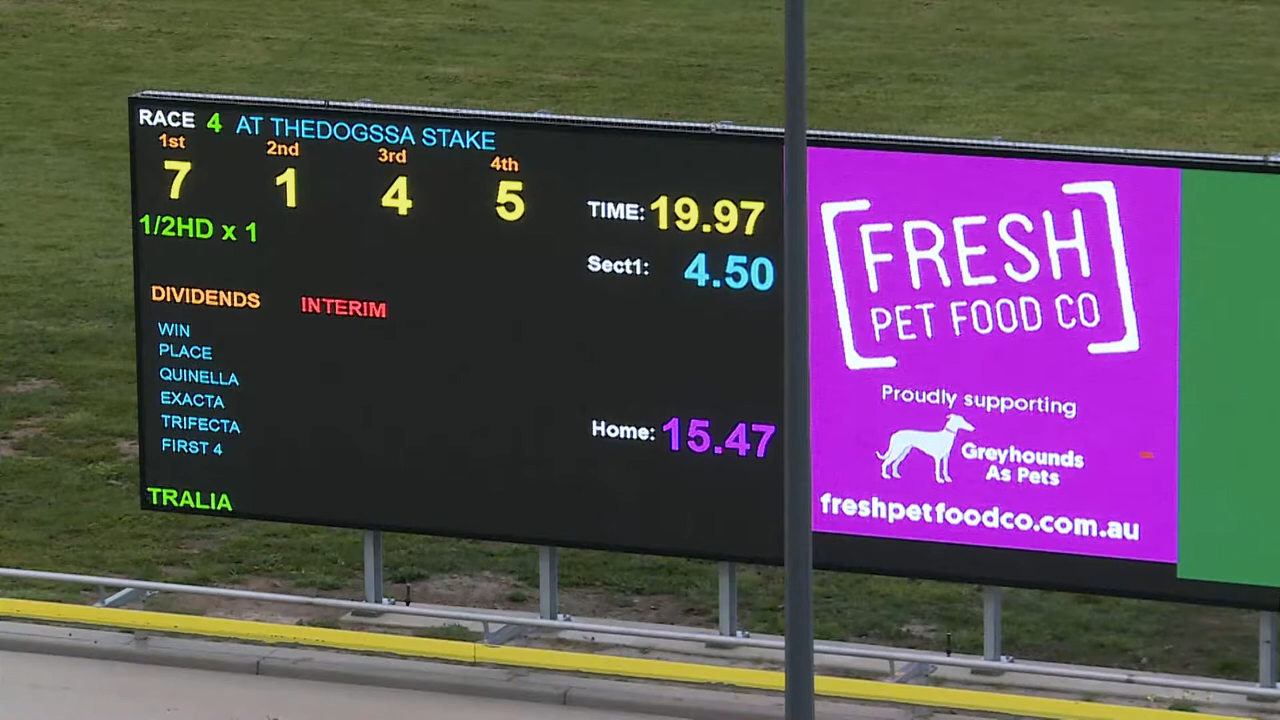 RACE 4 AT THEDOGSSA STAKE
1st 2nd 3rd 4th
7 1 4 5
1/2HD x 1
TIME: 19.97
Sect1: 4.50
DIVIDENDS INTERIM
WIN
PLACE
QUINELLA
EXACTA
TRIFECTA
FIRST 4
Home: 15.47
TRALIA
[FRESH
PET FOOD CO]
Proudly supporting
Greyhounds
As Pets
freshpetfoodco.com.au